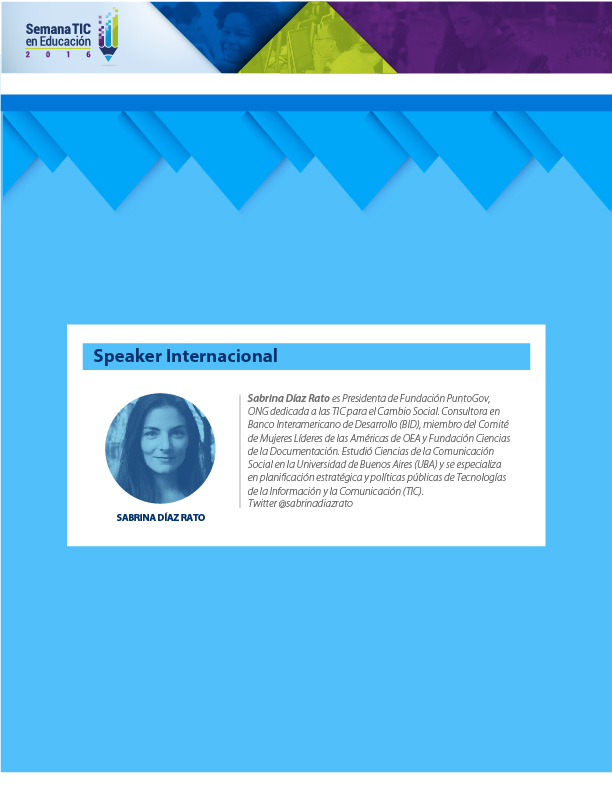 Semana TIC
en Educación
2 0 1 6
Speaker Internacional
Sabrina Díaz Rato es Presidenta de Fundación PuntoGov,
ONG dedicada a las TIC para el Cambio Social. Consultora en
Banco Interamericano de Desarrollo (BID), miembro del Comité
de Mujeres Líderes de las Américas de OEA y Fundación Ciencias
de la Documentación. Estudió Ciencias de la Comunicación
Social en la Universidad de Buenos Aires (UBA) y se especializa
en planificación estratégica y políticas públicas de Tecnologías
de la Información y la Comunicación (TIC).
Twitter @sabrinadiazrato
SABRINA DÍAZ RATO